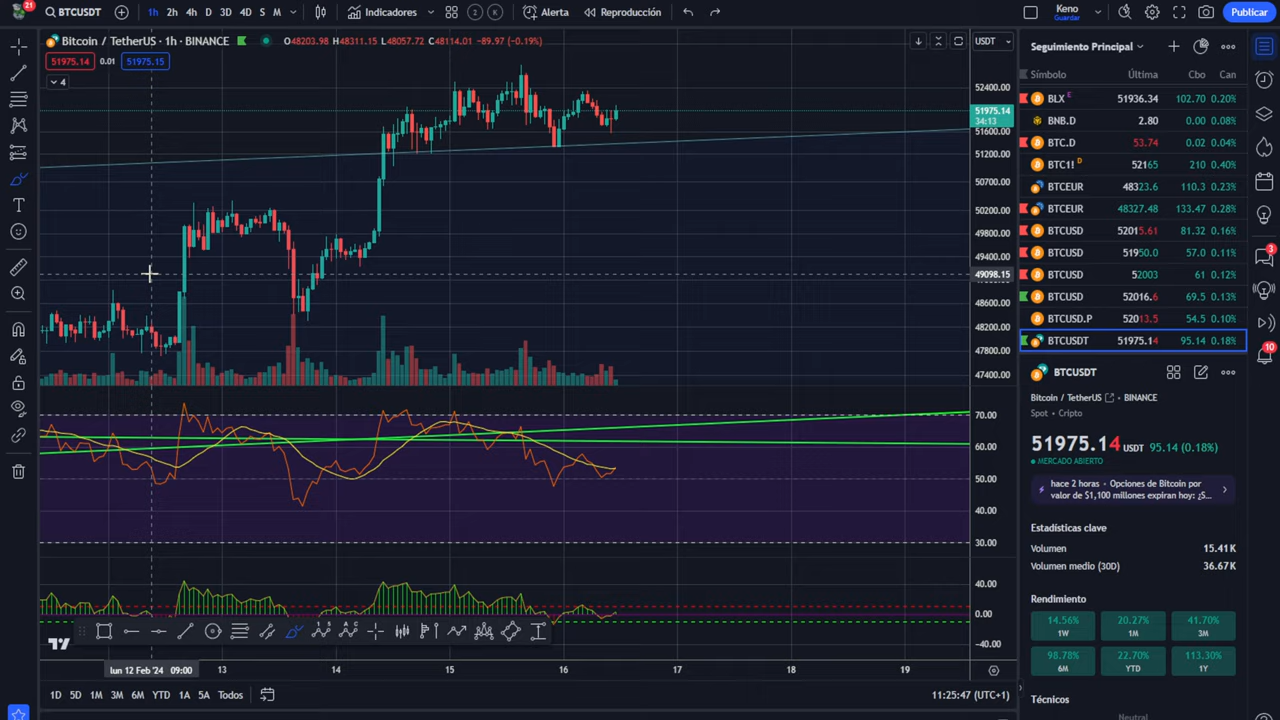 21
BTCUSDT
1h 2h 4h D 3D 4D S M
Indicadores
2
K
Alerta
Reproducción
Keno
Guardar
Publicar
Bitcoin / TetherUS · 1h · BINANCE
O48203.98 H48311.15 L48057.72 C48114.01 −89.97 (−0.19%)
51975.14 0.01 51975.15
4
USDT
52400.00
51975.14
34:13
51600.00
51200.00
50700.00
50200.00
49800.00
49400.00
49098.15
48600.00
48200.00
47800.00
47400.00
70.00
60.00
50.00
40.00
30.00
40.00
0.00
−40.00
lun 12 Feb '24 09:00
13 14 15 16 17 18 19
1D 5D 1M 3M 6M YTD 1A 5A Todos
11:25:47 (UTC+1)
Seguimiento Principal
Símbolo Última Cbo Can
BLX E 51936.34 102.70 0.20%
BNB.D 2.80 0.00 0.08%
BTC.D 53.74 0.02 0.04%
BTC1! D 52165 210 0.40%
BTCEUR 48323.6 110.3 0.23%
BTCEUR 48327.48 133.47 0.28%
BTCUSD 52015.61 81.32 0.16%
BTCUSD 51950.0 57.0 0.11%
BTCUSD 52003 61 0.12%
BTCUSD 52016.6 69.5 0.13%
BTCUSD.P 52013.5 54.5 0.10%
BTCUSDT 51975.14 95.14 0.18%
BTCUSDT
Bitcoin / TetherUS · BINANCE
Spot · Cripto
51975.14 USDT 95.14 (0.18%)
MERCADO ABIERTO
hace 2 horas · Opciones de Bitcoin por
valor de $1,100 millones expiran hoy: ¿S...
Estadísticas clave
Volumen 15.41K
Volumen medio (30D) 36.67K
Rendimiento
14.56% 20.27% 41.70%
1W 1M 3M
98.78% 22.70% 113.30%
6M YTD 1Y
Técnicos
Neutral
3
10